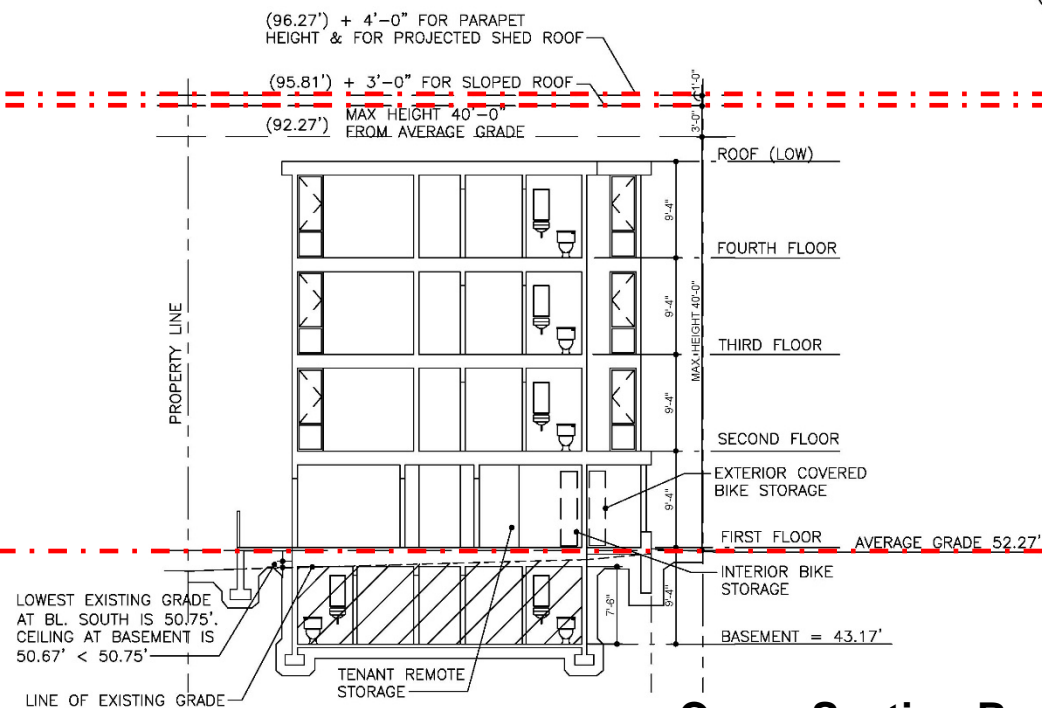 (96.27') + 4'-0" FOR PARAPET
HEIGHT & FOR PROJECTED SHED ROOF
(95.81') + 3'-0" FOR SLOPED ROOF
1'-0"
(92.27') MAX HEIGHT 40'-0"
FROM AVERAGE GRADE
3'-0"
ROOF (LOW)
9'-4"
FOURTH FLOOR
9'-4"
PROPERTY LINE
MAX. HEIGHT 40'-0"
THIRD FLOOR
9'-4"
SECOND FLOOR
EXTERIOR COVERED
BIKE STORAGE
9'-4"
FIRST FLOOR
AVERAGE GRADE 52.27'
INTERIOR BIKE
STORAGE
LOWEST EXISTING GRADE
AT BL. SOUTH IS 50.75'.
CEILING AT BASEMENT IS
50.67' < 50.75'
7'-6"
9'-4"
BASEMENT = 43.17'
TENANT REMOTE
STORAGE
LINE OF EXISTING GRADE